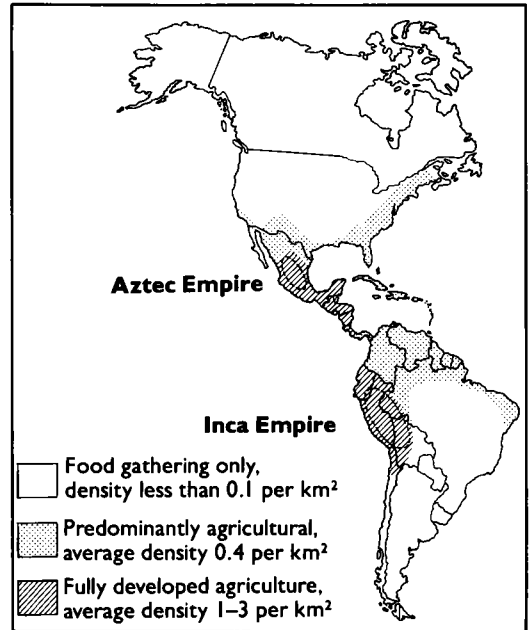 Aztec Empire
Inca Empire
Food gathering only,
density less than 0.1 per km²
Predominantly agricultural,
average density 0.4 per km²
Fully developed agriculture,
average density 1–3 per km²